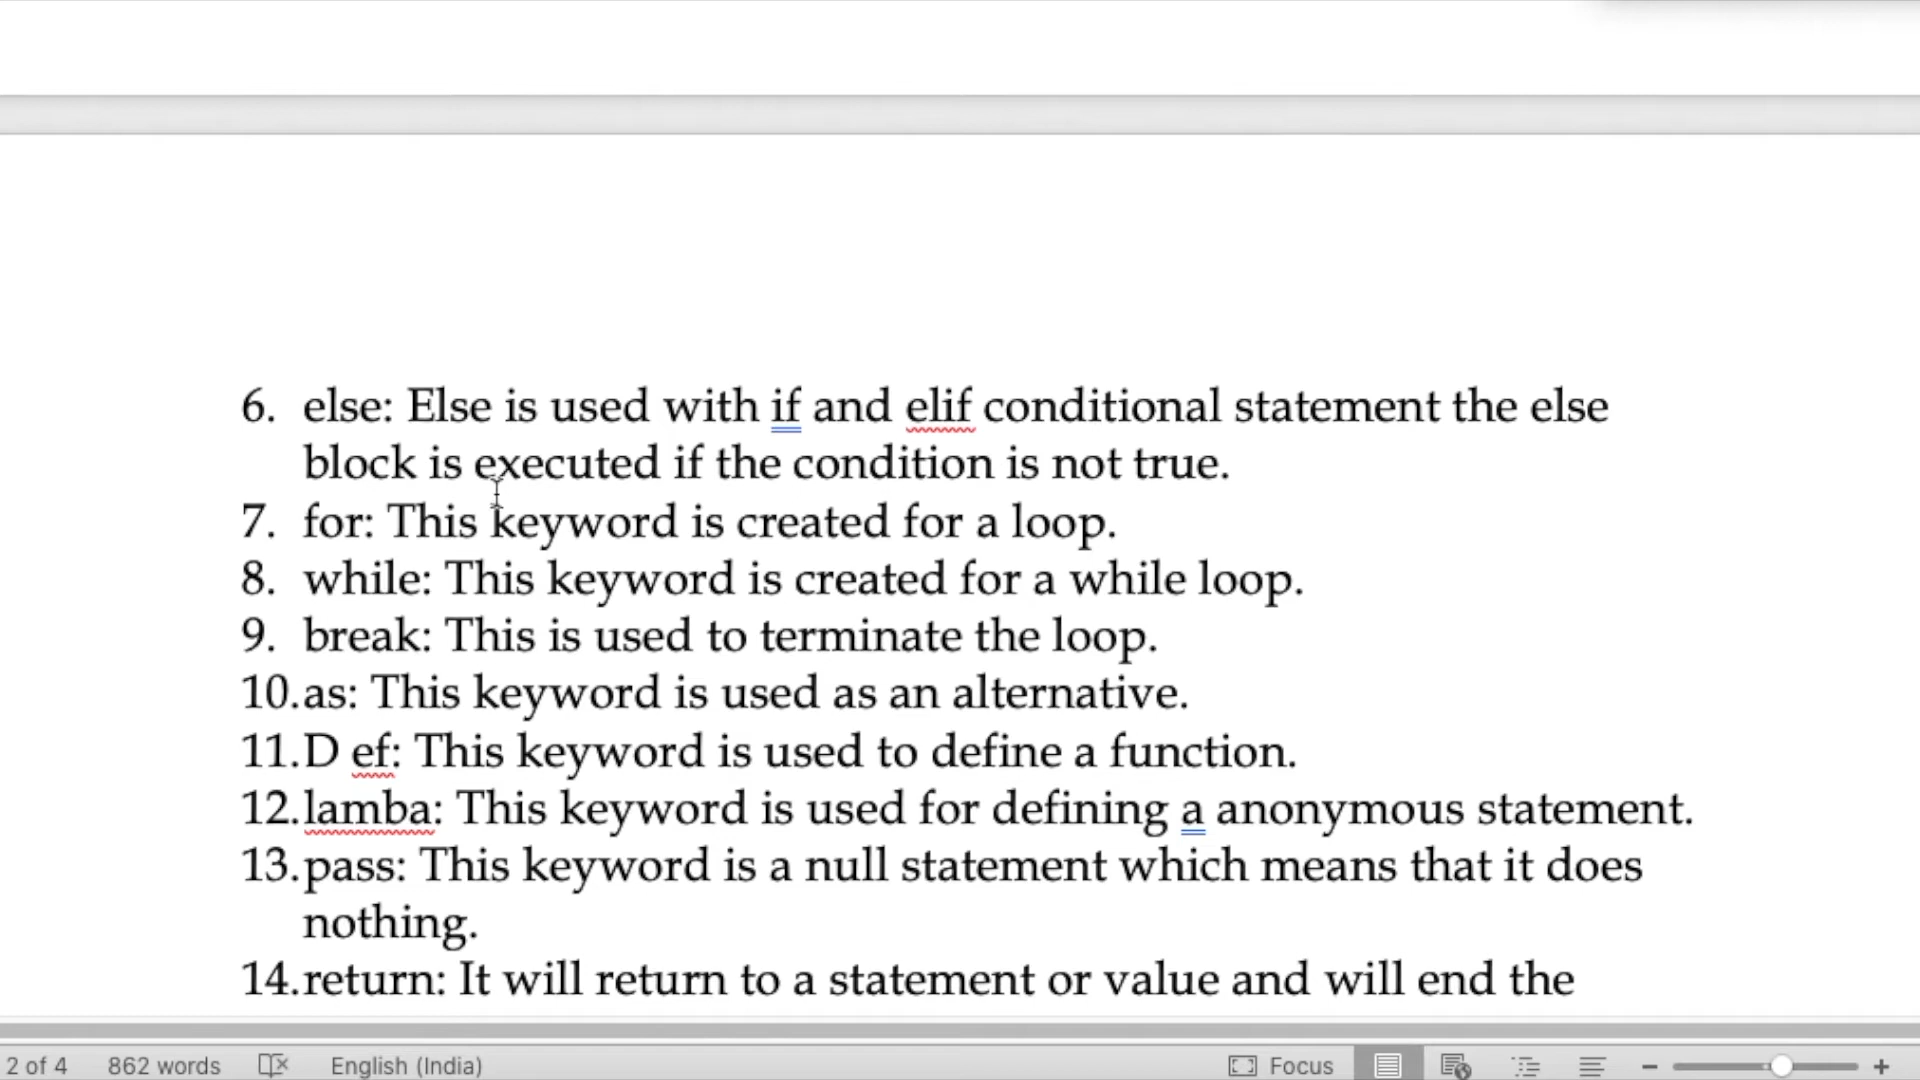 6. else: Else is used with if and elif conditional statement the else
block is executed if the condition is not true.
7. for: This keyword is created for a loop.
8. while: This keyword is created for a while loop.
9. break: This is used to terminate the loop.
10. as: This keyword is used as an alternative.
11. D ef: This keyword is used to define a function.
12. lamba: This keyword is used for defining a anonymous statement.
13. pass: This keyword is a null statement which means that it does
nothing.
14. return: It will return to a statement or value and will end the
2 of 4 862 words English (India) Focus